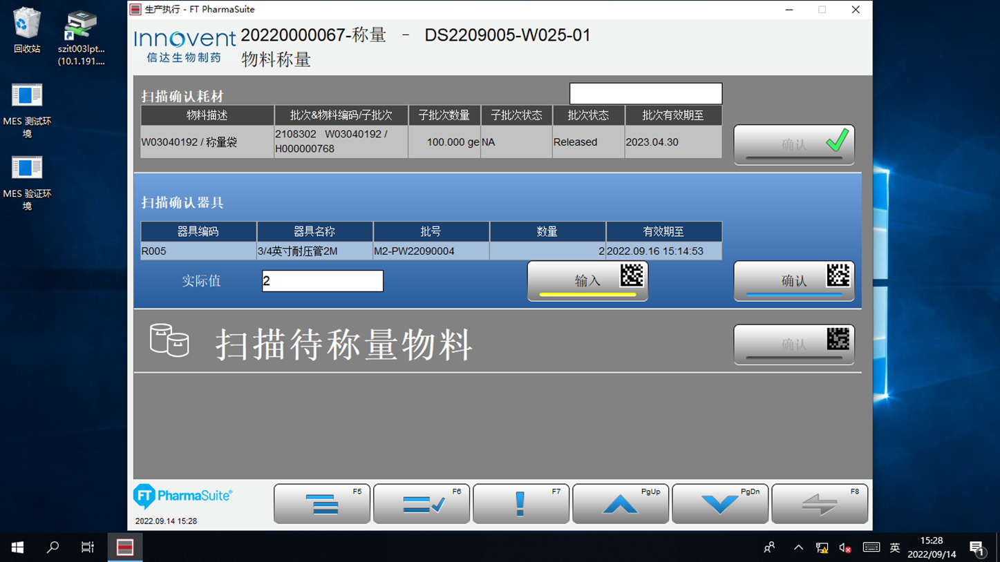 回收站
szit003lpt...
(10.1.191....
MES 测试环
境
MES 验证环
境
生产执行 - FT PharmaSuite
Innovent
信达生物制药
20220000067-称量 - DS2209005-W025-01
物料称量
扫描确认耗材
物料描述 批次&物料编码/子批次 子批次数量 子批次状态 批次状态 批次有效期至
W03040192 / 称量袋 2108302 W03040192 / H000000768 100.000 ge NA Released 2023.04.30
确认
扫描确认器具
器具编码 器具名称 批号 数量 有效期至
R005 3/4英寸耐压管2M M2-PW22090004 2 2022.09.16 15:14:53
实际值 2 输入 确认
扫描待称量物料 确认
FT PharmaSuite®
2022.09.14 15:28
F5 F6 F7 PgUp PgDn F8
英
15:28
2022/09/14
1